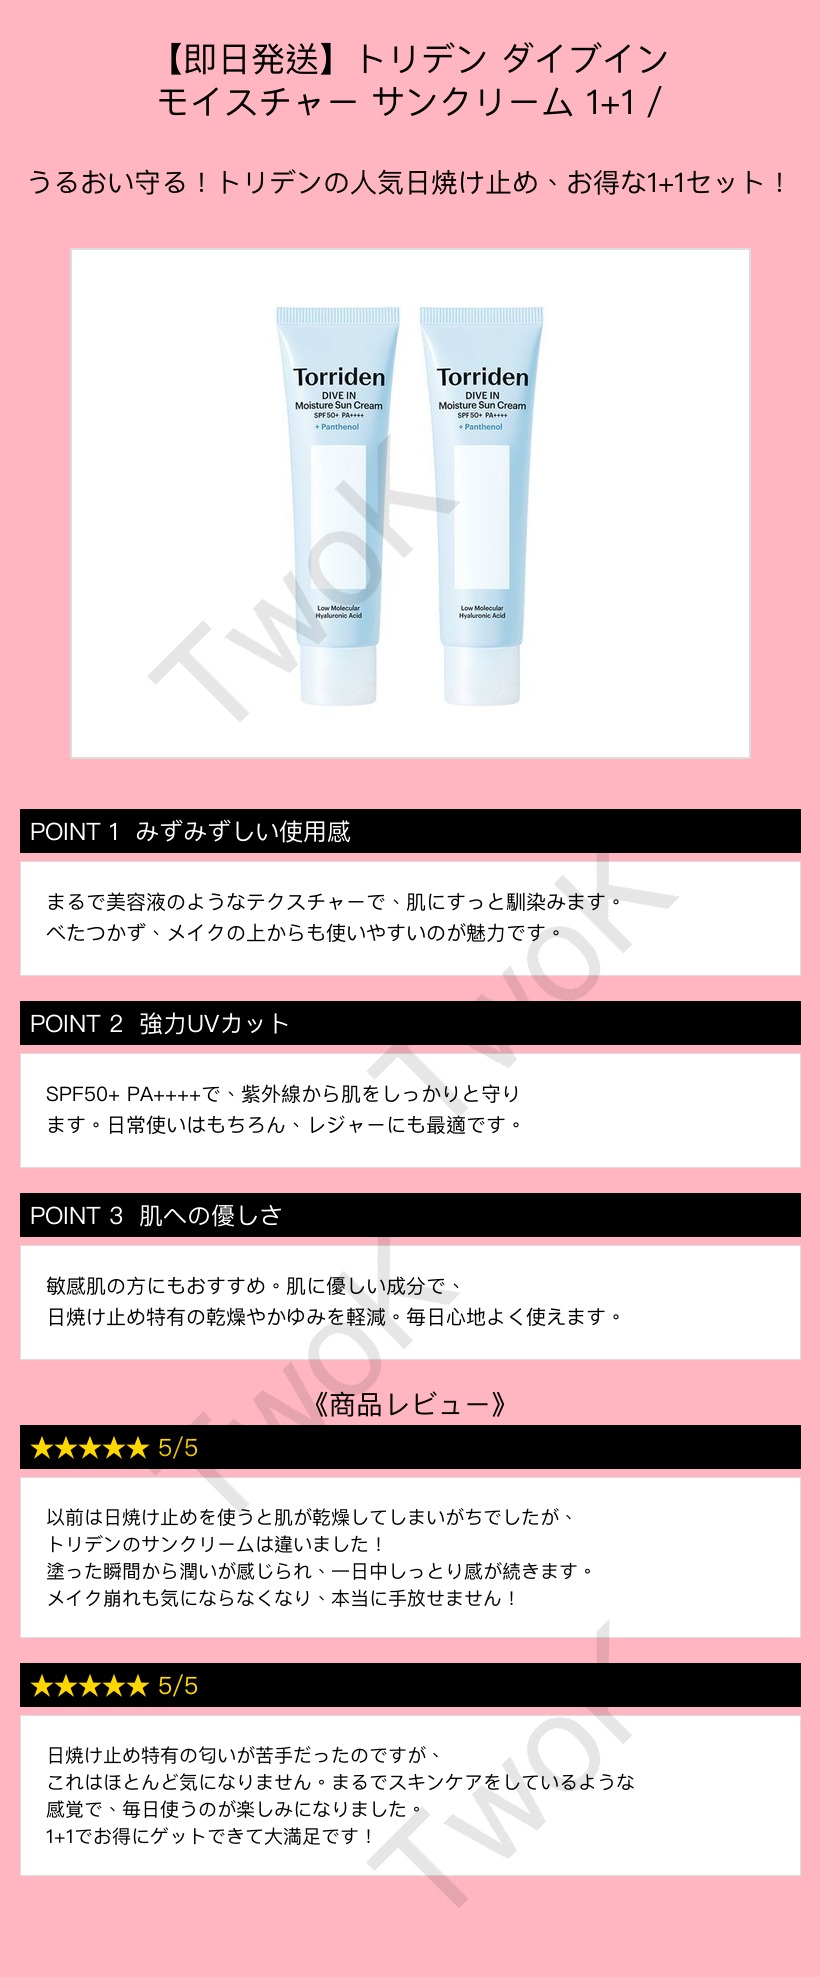 【即日発送】トリデン ダイブイン
モイスチャー サンクリーム 1+1 /
うるおい守る！トリデンの人気日焼け止め、お得な1+1セット！
Torriden
DIVE IN
Moisture Sun Cream
SPF50+ PA++++
+ Panthenol
Low Molecular
Hyaluronic Acid
Torriden
DIVE IN
Moisture Sun Cream
SPF50+ PA++++
+ Panthenol
Low Molecular
Hyaluronic Acid
TwoK
POINT 1 みずみずしい使用感
まるで美容液のようなテクスチャーで、肌にすっと馴染みます。
べたつかず、メイクの上からも使いやすいのが魅力です。
TwoK
POINT 2 強力UVカット
SPF50+ PA++++で、紫外線から肌をしっかりと守り
ます。日常使いはもちろん、レジャーにも最適です。
POINT 3 肌への優しさ
敏感肌の方にもおすすめ。肌に優しい成分で、
日焼け止め特有の乾燥やかゆみを軽減。毎日心地よく使えます。
TwoK
《商品レビュー》
★★★★★ 5/5
以前は日焼け止めを使うと肌が乾燥してしまいがちでしたが、
トリデンのサンクリームは違いました！
塗った瞬間から潤いが感じられ、一日中しっとり感が続きます。
メイク崩れも気にならなくなり、本当に手放せません！
★★★★★ 5/5
日焼け止め特有の匂いが苦手だったのですが、
これはほとんど気になりません。まるでスキンケアをしているような
感覚で、毎日使うのが楽しみになりました。
1+1でお得にゲットできて大満足です！
TwoK